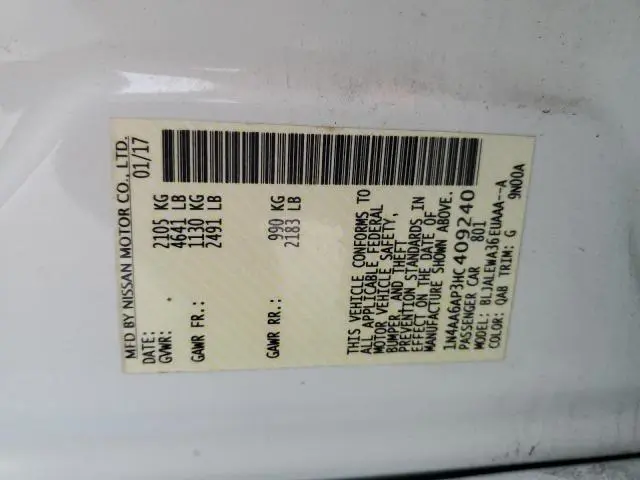 MFD BY NISSAN MOTOR CO., LTD.
DATE: 01/17
GVWR: 2105 KG
4641 LB
GAWR FR.: 1130 KG
2491 LB
GAWR RR.: 990 KG
2183 LB
THIS VEHICLE CONFORMS TO
ALL APPLICABLE FEDERAL
MOTOR VEHICLE SAFETY,
BUMPER, AND THEFT
PREVENTION STANDARDS IN
EFFECT ON THE DATE OF
MANUFACTURE SHOWN ABOVE.
1N4AA6AP3HC409240
PASSENGER CAR 801
MODEL: BLJALEWA36EUAAA--A
COLOR: QAB TRIM: G 9N00A